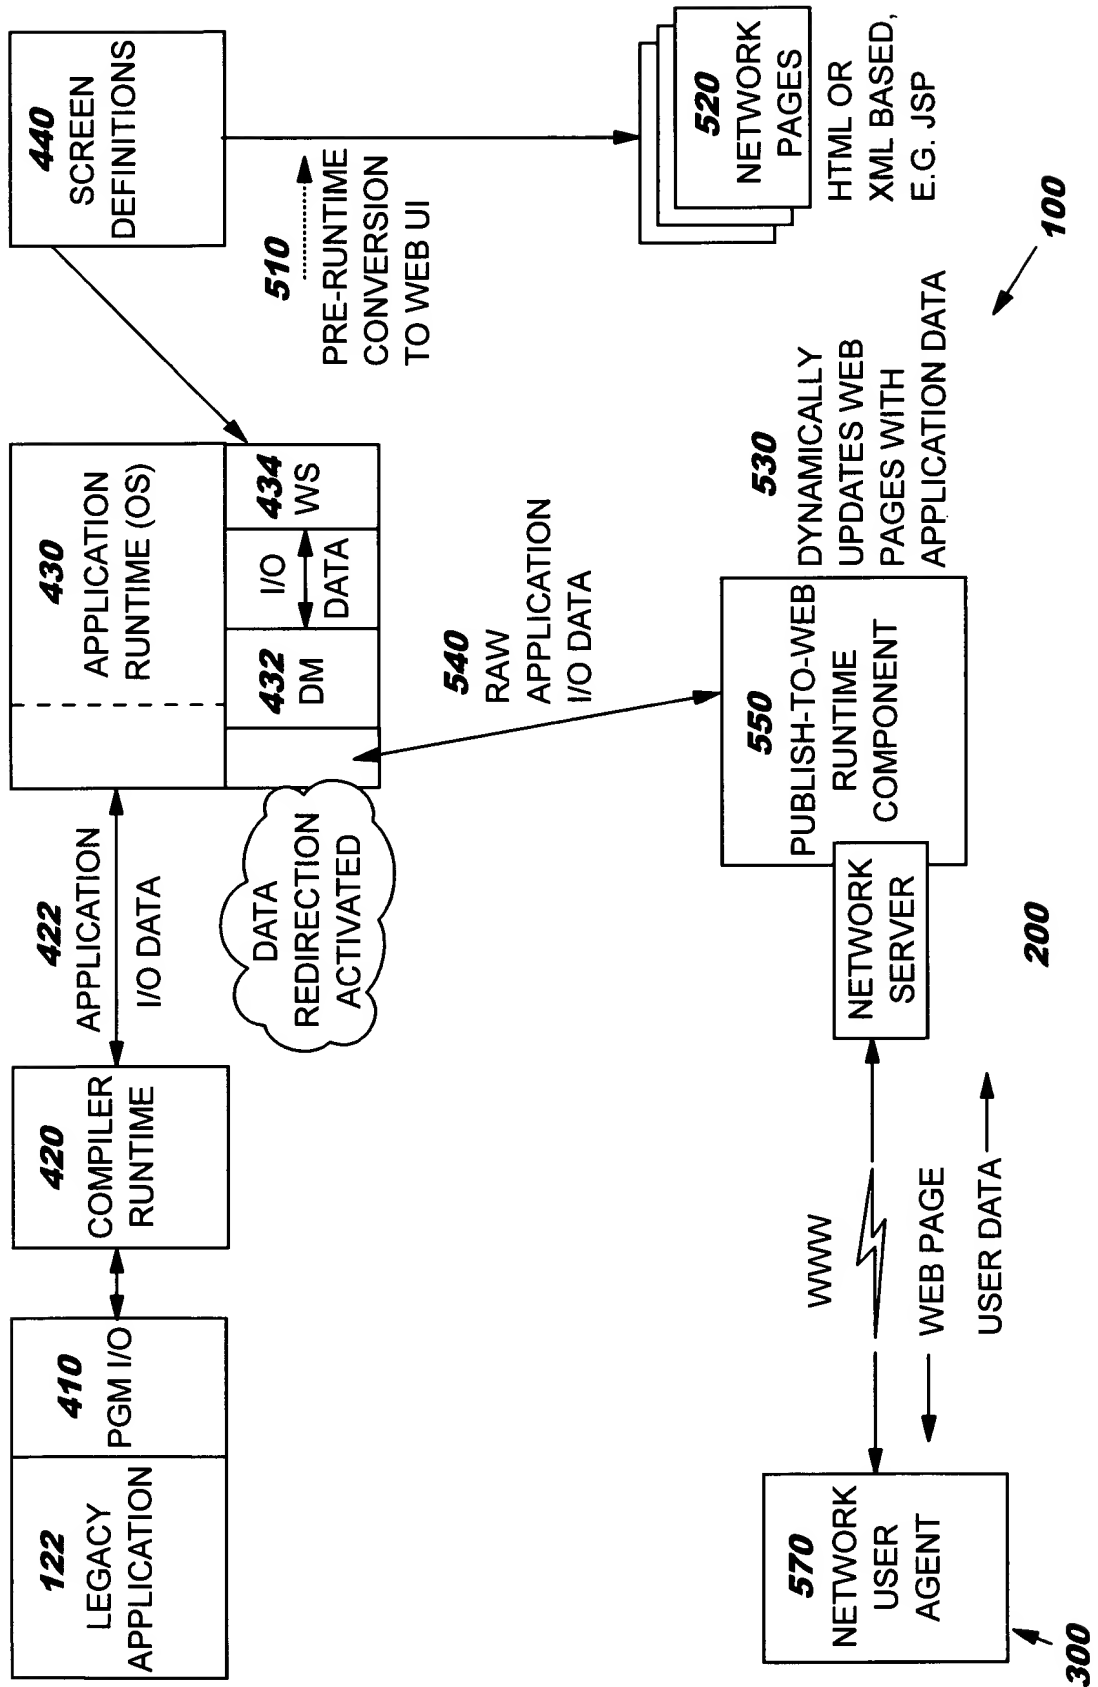 122
LEGACY
APPLICATION
410
PGM I/O
420
COMPILER
RUNTIME
422
APPLICATION
I/O DATA
430
APPLICATION
RUNTIME (OS)
432
DM
I/O
DATA
434
WS
440
SCREEN
DEFINITIONS
DATA
REDIRECTION
ACTIVATED
510
PRE-RUNTIME
CONVERSION
TO WEB UI
540
RAW
APPLICATION
I/O DATA
520
NETWORK
PAGES
HTML OR
XML BASED,
E.G. JSP
530
DYNAMICALLY
UPDATES WEB
PAGES WITH
APPLICATION DATA
550
PUBLISH-TO-WEB
RUNTIME
COMPONENT
NETWORK
SERVER
WWW
WEB PAGE
USER DATA
570
NETWORK
USER
AGENT
300
200
100